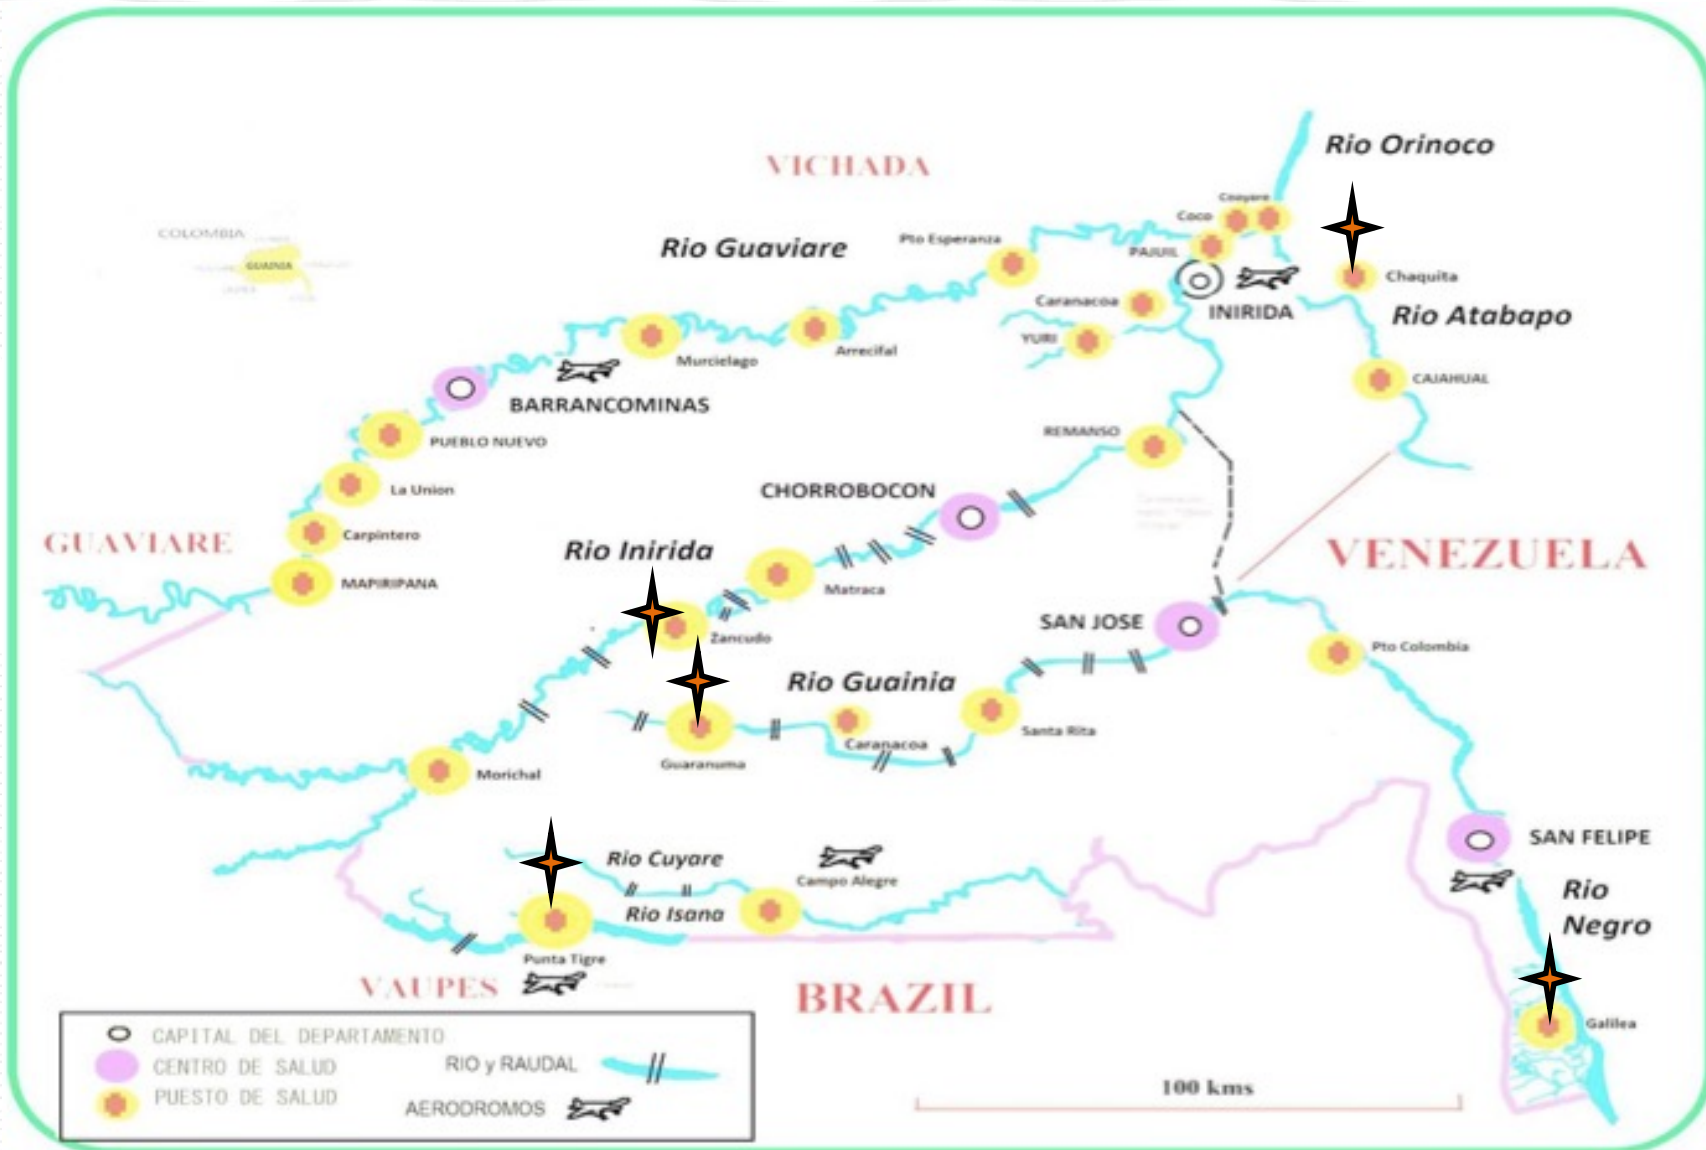 Rio Orinoco
VICHADA
Cooyare
Coco
COLOMBIA
Rio Guaviare
Pto Esperanza
PAJUIL
GUAINIA
Chaquita
Caranacoa
INIRIDA
Rio Atabapo
YURI
Murcielago
Arrecifal
CAJAHUAL
BARRANCOMINAS
PUEBLO NUEVO
REMANSO
La Union
CHORROBOCON
Carpintero
GUAVIARE
Rio Inirida
VENEZUELA
MAPIRIPANA
Matraca
SAN JOSE
Zancudo
Pto Colombia
Rio Guainia
Santa Rita
Caranacoa
Guaranuma
Morichal
SAN FELIPE
Rio Cuyare
Campo Alegre
Rio
Negro
Rio Isana
Punta Tigre
VAUPES
BRAZIL
Galilea
CAPITAL DEL DEPARTAMENTO
CENTRO DE SALUD
RIO y RAUDAL
PUESTO DE SALUD
AERODROMOS
100 kms